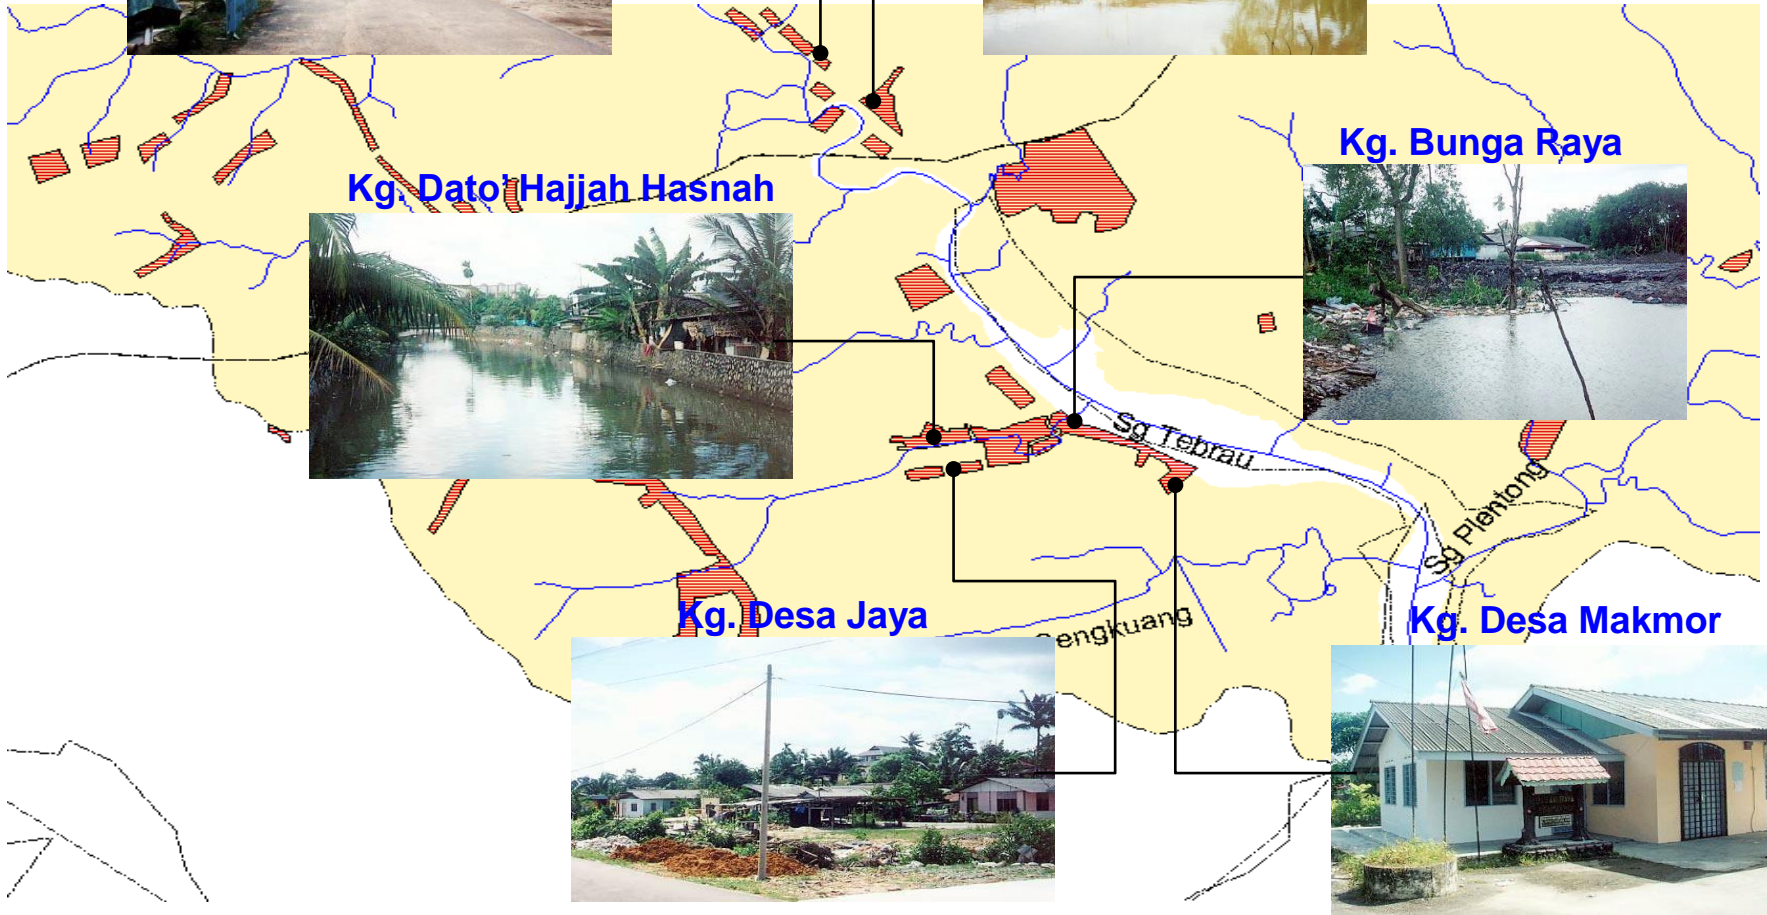 Kg. Bunga Raya
Kg. Dato' Hajjah Hasnah
Sg Tebrau
Sg Plentong
Kg. Desa Jaya
engkuang
Kg. Desa Makmor